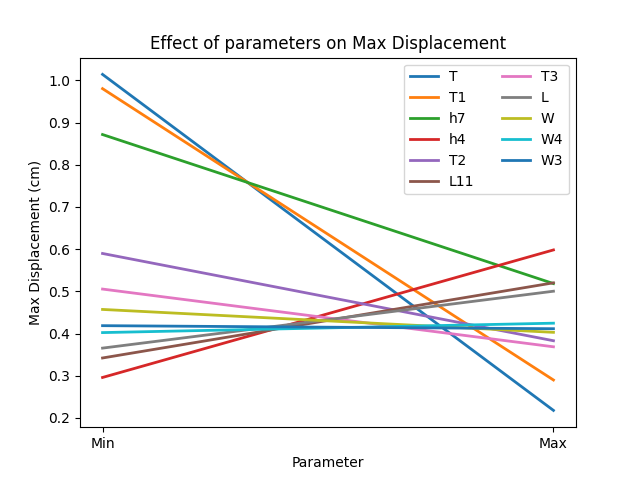 Effect of parameters on Max Displacement
Max Displacement (cm)
1.0
0.9
0.8
0.7
0.6
0.5
0.4
0.3
0.2
T
T1
h7
h4
T2
L11
T3
L
W
W4
W3
Min
Max
Parameter